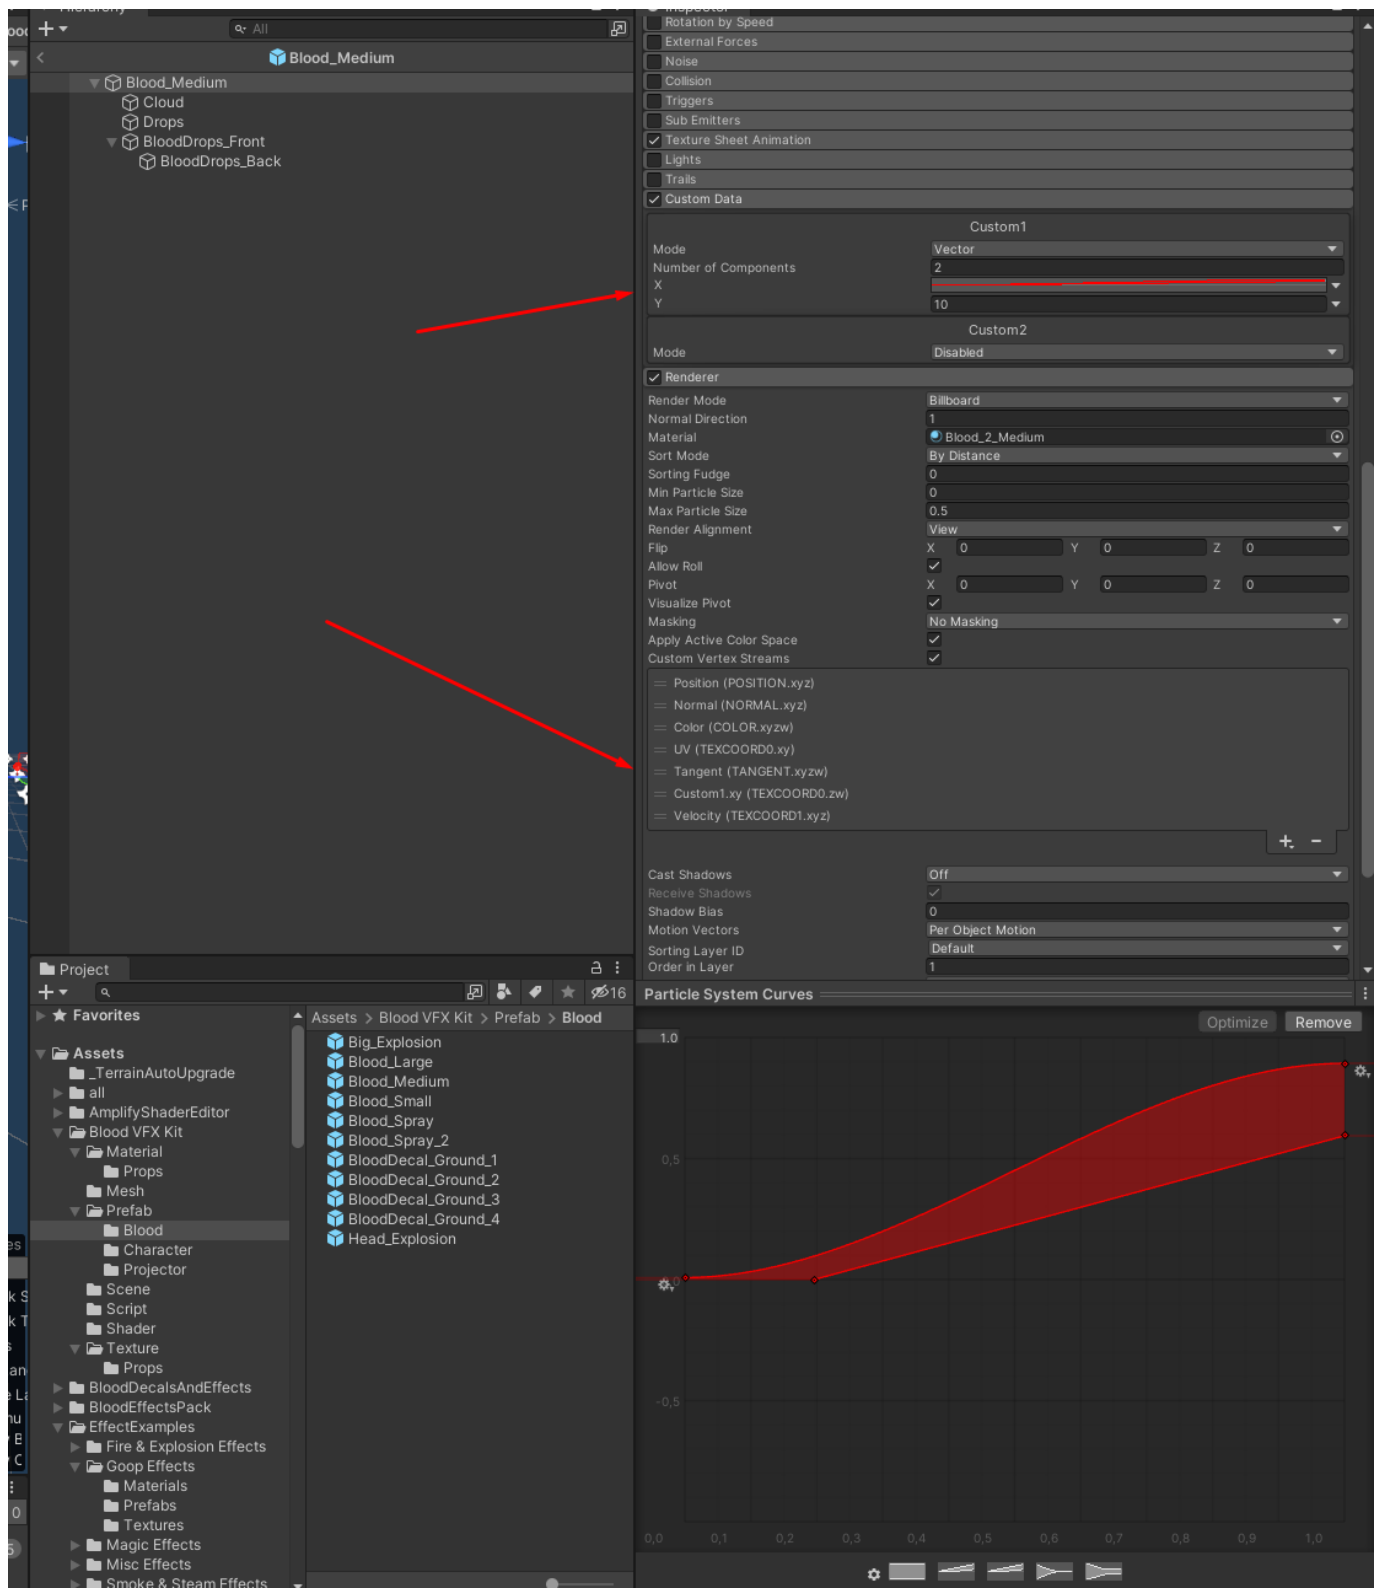 Hierarchy
All
Blood_Medium
Blood_Medium
Cloud
Drops
BloodDrops_Front
BloodDrops_Back
Inspector
Rotation by Speed
External Forces
Noise
Collision
Triggers
Sub Emitters
Texture Sheet Animation
Lights
Trails
Custom Data
Custom1
Mode Vector
Number of Components 2
X
Y 10
Custom2
Mode Disabled
Renderer
Render Mode Billboard
Normal Direction 1
Material Blood_2_Medium
Sort Mode By Distance
Sorting Fudge 0
Min Particle Size 0
Max Particle Size 0.5
Render Alignment View
Flip X 0 Y 0 Z 0
Allow Roll
Pivot X 0 Y 0 Z 0
Visualize Pivot
Masking No Masking
Apply Active Color Space
Custom Vertex Streams
Position (POSITION.xyz)
Normal (NORMAL.xyz)
Color (COLOR.xyzw)
UV (TEXCOORD0.xy)
Tangent (TANGENT.xyzw)
Custom1.xy (TEXCOORD0.zw)
Velocity (TEXCOORD1.xyz)
Cast Shadows Off
Receive Shadows
Shadow Bias 0
Motion Vectors Per Object Motion
Sorting Layer ID Default
Order in Layer 1
Project
16
Favorites
Assets
_TerrainAutoUpgrade
all
AmplifyShaderEditor
Blood VFX Kit
Material
Props
Mesh
Prefab
Blood
Character
Projector
Scene
Script
Shader
Texture
Props
BloodDecalsAndEffects
BloodEffectsPack
EffectExamples
Fire & Explosion Effects
Goop Effects
Materials
Prefabs
Textures
Magic Effects
Misc Effects
Smoke & Steam Effects
Assets > Blood VFX Kit > Prefab > Blood
Big_Explosion
Blood_Large
Blood_Medium
Blood_Small
Blood_Spray
Blood_Spray_2
BloodDecal_Ground_1
BloodDecal_Ground_2
BloodDecal_Ground_3
BloodDecal_Ground_4
Head_Explosion
Particle System Curves
Optimize Remove
1.0
0,5
0,0
-0,5
0,0 0,1 0,2 0,3 0,4 0,5 0,6 0,7 0,8 0,9 1,0